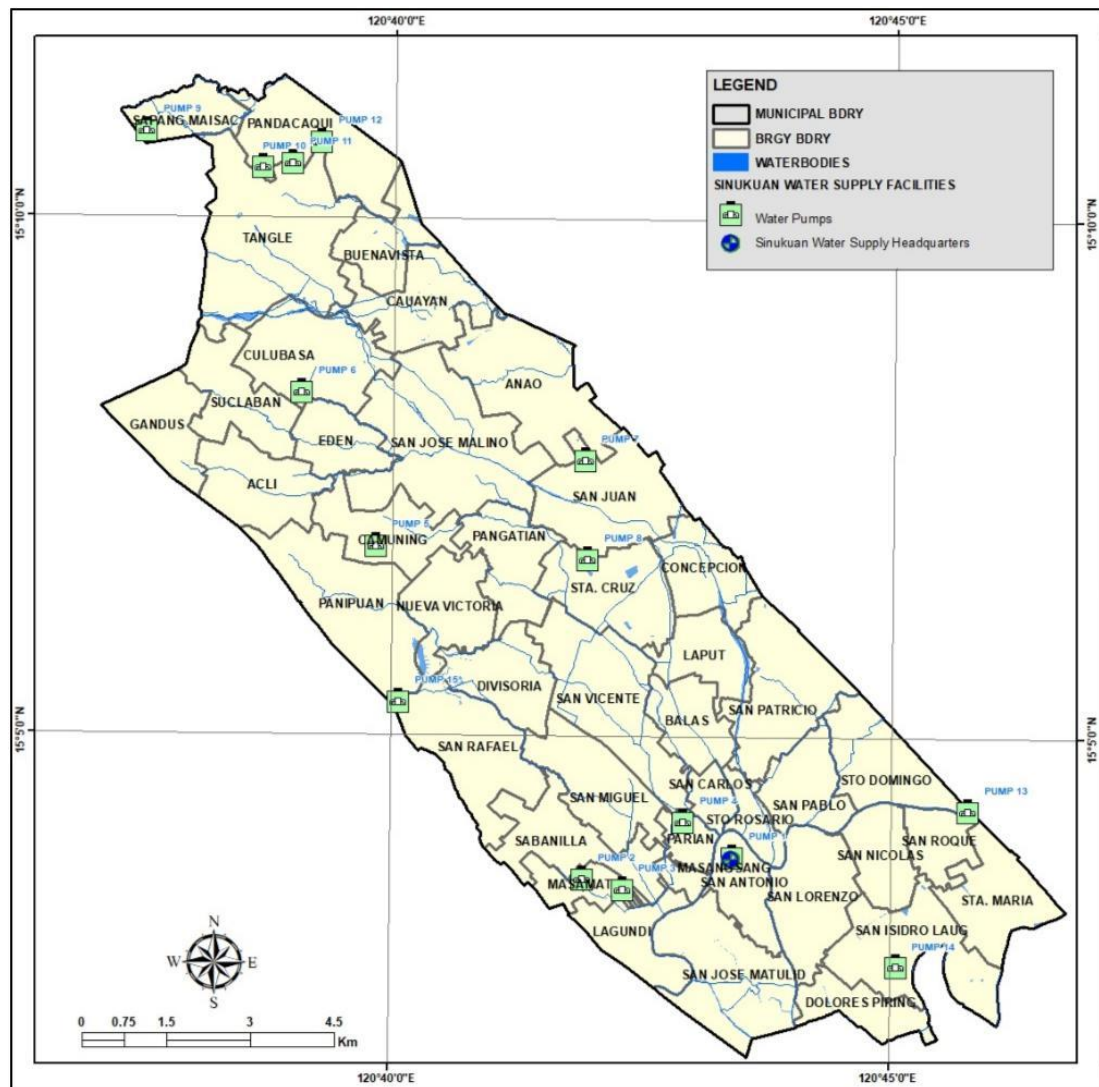 120°40'0"E
120°45'0"E
LEGEND
MUNICIPAL BDRY
BRGY BDRY
WATERBODIES
SINUKUAN WATER SUPPLY FACILITIES
Water Pumps
Sinukuan Water Supply Headquarters
PUMP 9
SAPANG MAISAC
PANDACAQUI
PUMP 12
PUMP 10
PUMP 11
15°10'0"N
15°10'0"N
TANGLE
BUENAVISTA
CAUAYAN
CULUBASA
PUMP 6
ANAO
SUCLABAN
GANDUS
EDEN
SAN JOSE MALINO
PUMP 7
ACLI
SAN JUAN
PUMP 5
CAMUNING
PANGATIAN
PUMP 8
CONCEPCION
STA. CRUZ
PANIPUAN
NUEVA VICTORIA
LAPUT
PUMP 15
DIVISORIA
SAN VICENTE
SAN PATRICIO
BALAS
15°5'0"N
15°5'0"N
SAN RAFAEL
SAN CARLOS
STO DOMINGO
SAN MIGUEL
PUMP 4
SAN PABLO
PUMP 13
STO ROSARIO
SABANILLA
PARIAN
PUMP 1
SAN ROQUE
SAN NICOLAS
PUMP 2
PUMP 3
MASANGSANG
MASAMAT
SAN ANTONIO
SAN LORENZO
STA. MARIA
LAGUNDI
SAN ISIDRO LAUG
PUMP 14
SAN JOSE MATULID
DOLORES PIRING
N
W E
S
0 0.75 1.5 3 4.5
Km
120°40'0"E
120°45'0"E